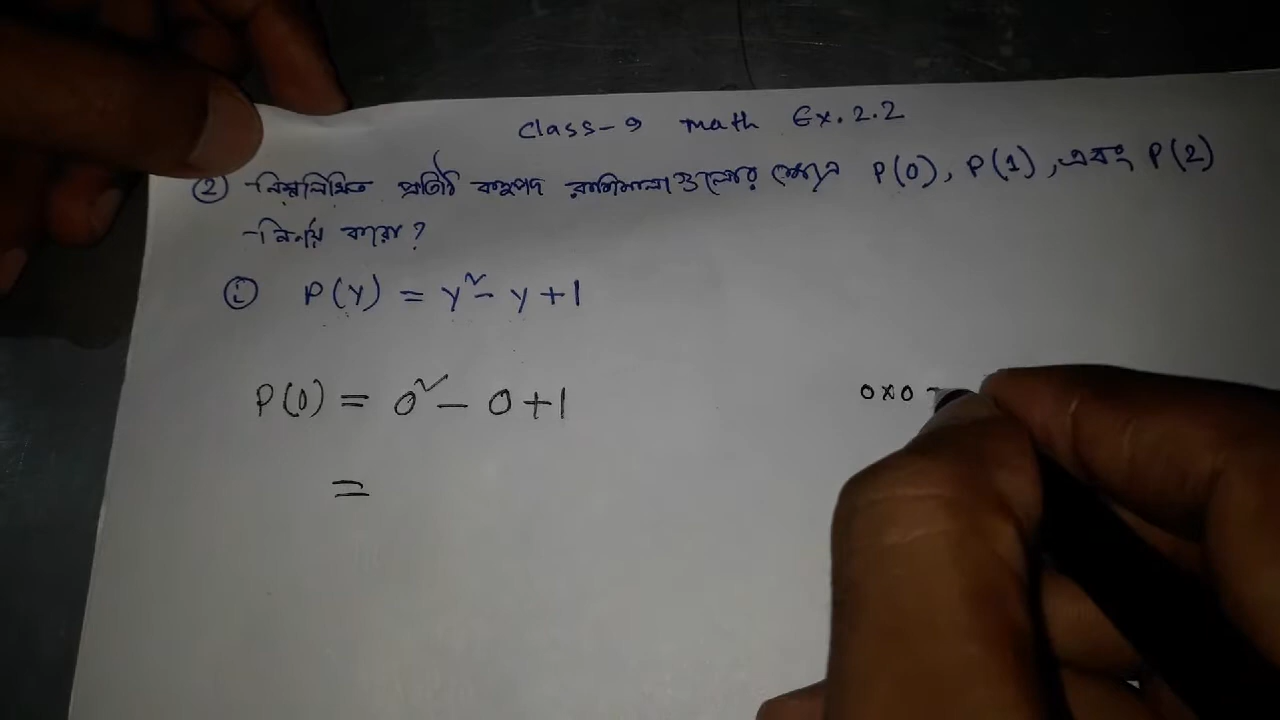 Class-9 math Ex. 2.2
② নিম্নলিখিত প্রতিটি বহুপদ রাশিমালাগুলোর P(0), P(1), এবং P(2)
নির্ণয় করো?
ⓘ P(y) = y² - y + 1
P(0) = 0² - 0 + 1
0 × 0
=